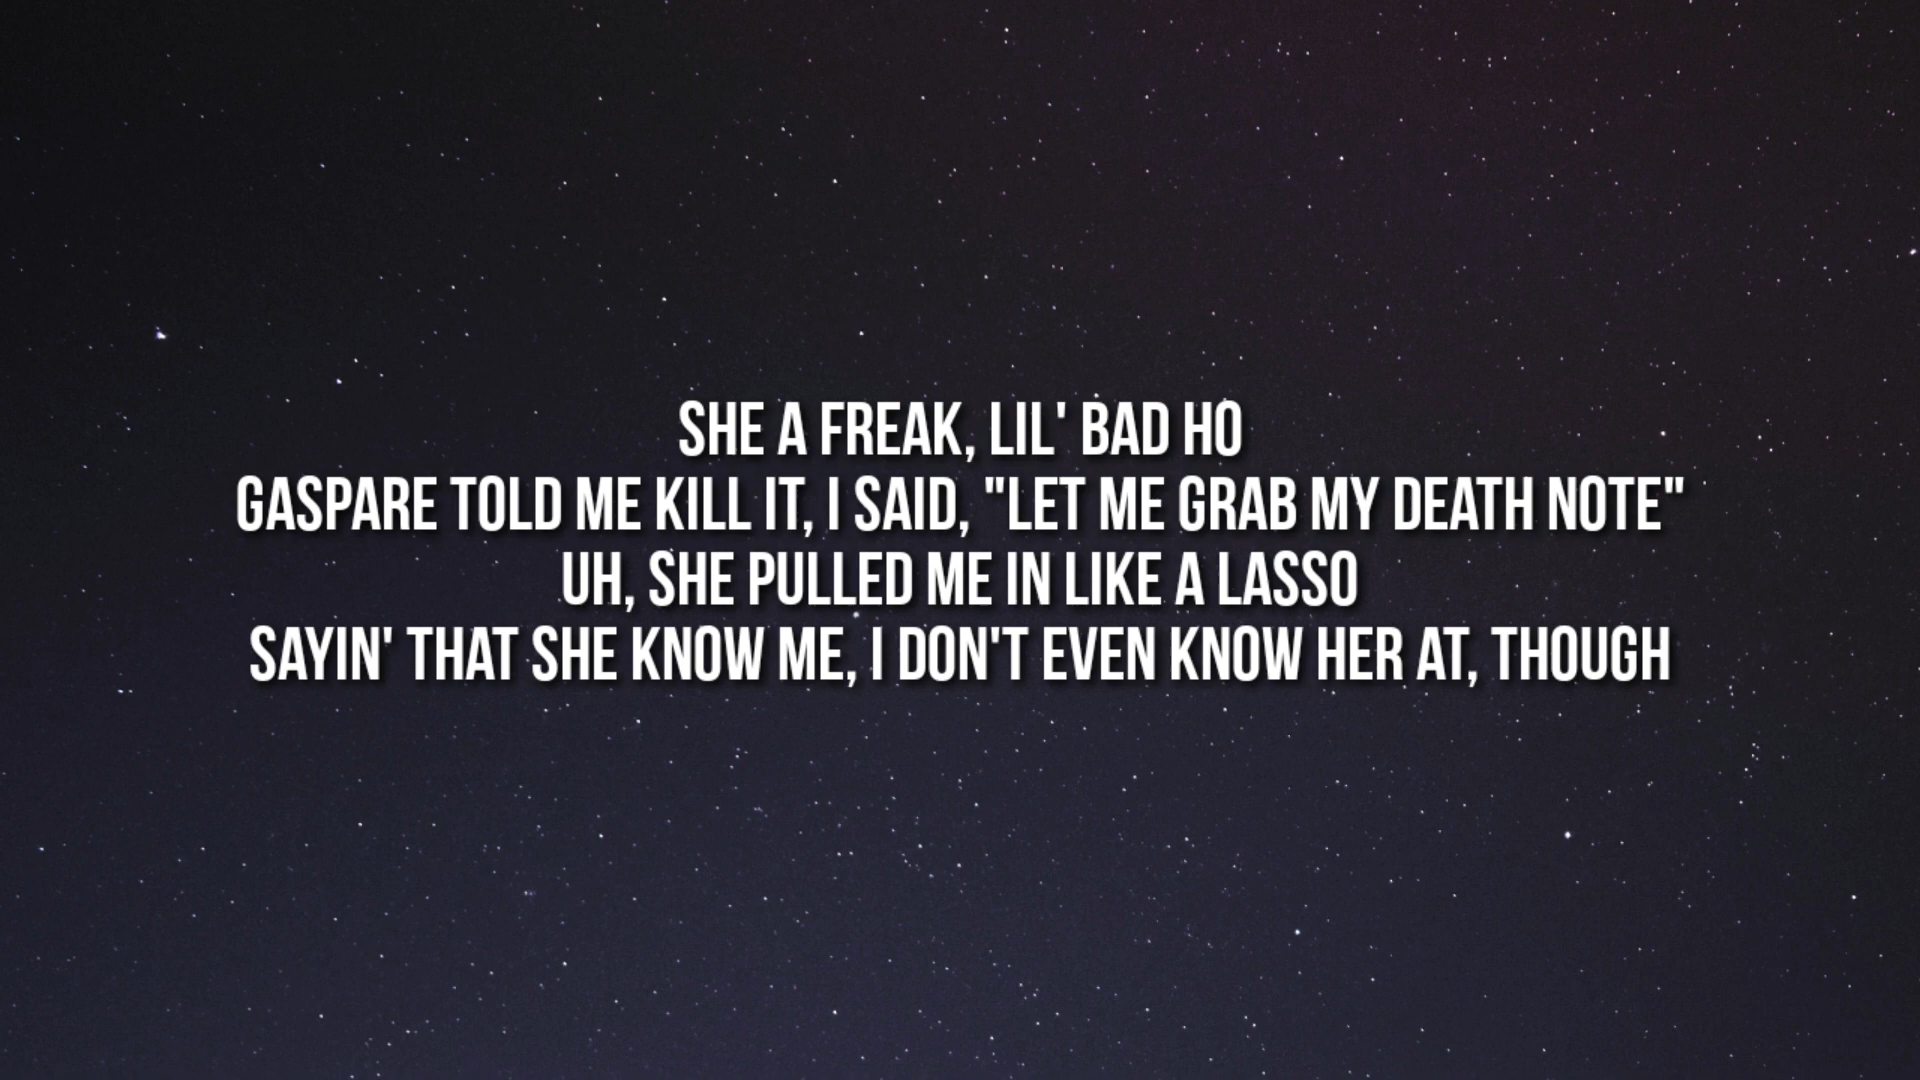 SHE A FREAK, LIL' BAD HO
GASPARE TOLD ME KILL IT, I SAID, "LET ME GRAB MY DEATH NOTE"
UH, SHE PULLED ME IN LIKE A LASSO
SAYIN' THAT SHE KNOW ME, I DON'T EVEN KNOW HER AT, THOUGH